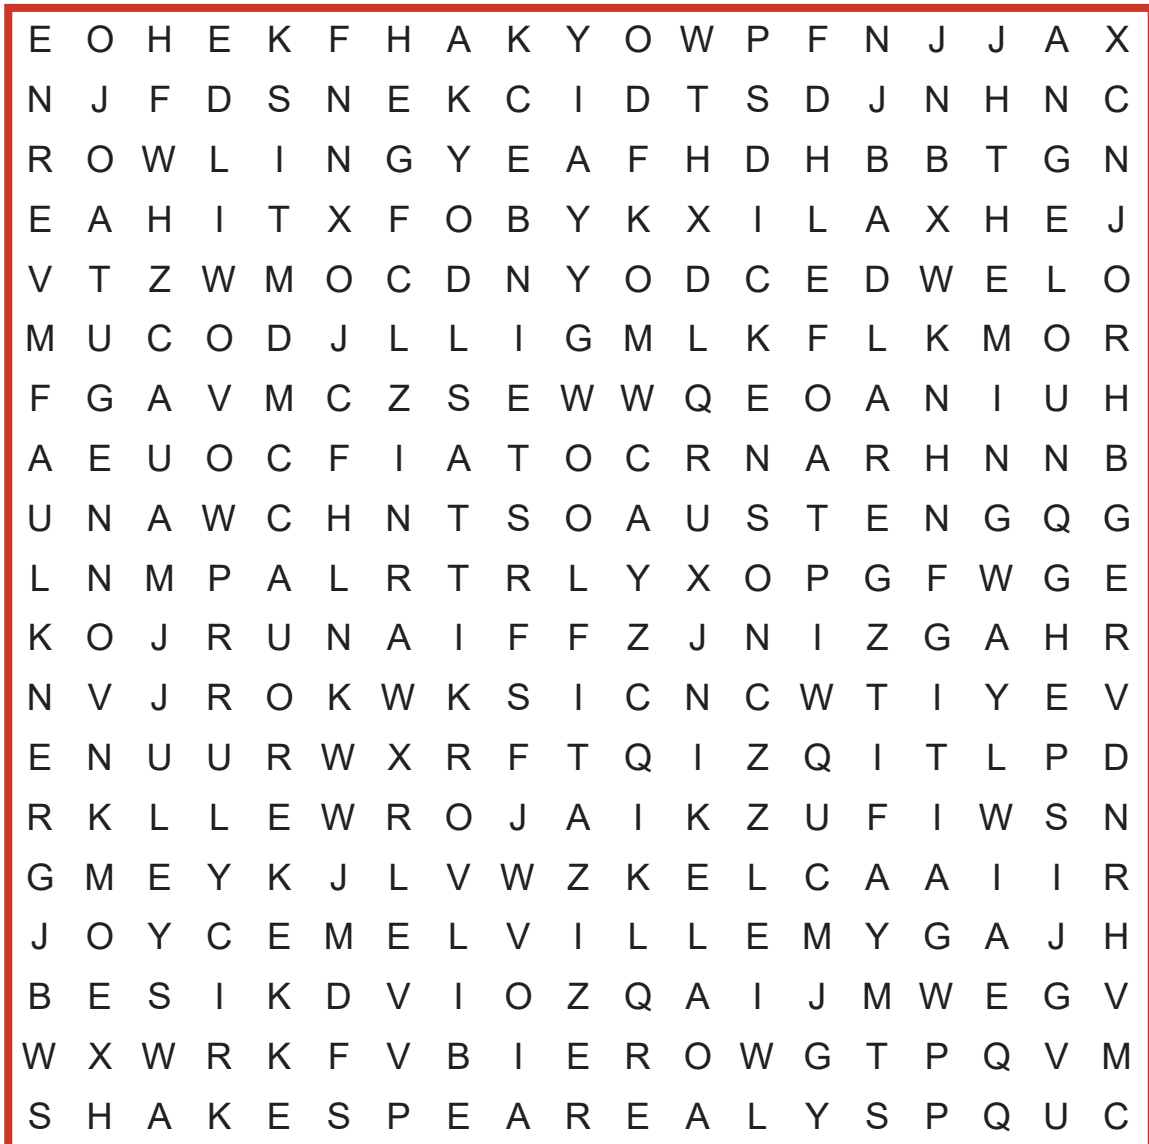 E O H E K F H A K Y O W P F N J J A X
N J F D S N E K C I D T S D J N H N C
R O W L I N G Y E A F H D H B B T G N
E A H I T X F O B Y K X I L A X H E J
V T Z W M O C D N Y O D C E D W E L O
M U C O D J L L I G M L K F L K M O R
F G A V M C Z S E W W Q E O A N I U H
A E U O C F I A T O C R N A R H N N B
U N A W C H N T S O A U S T E N G Q G
L N M P A L R T R L Y X O P G F W G E
K O J R U N A I F F Z J N I Z G A H R
N V J R O K W K S I C N C W T I Y E V
E N U U R W X R F T Q I Z Q I T L P D
R K L L E W R O J A I K Z U F I W S N
G M E Y K J L V W Z K E L C A A I I R
J O Y C E M E L V I L L E M Y G A J H
B E S I K D V I O Z Q A I J M W E G V
W X W R K F V B I E R O W G T P Q V M
S H A K E S P E A R E A L Y S P Q U C